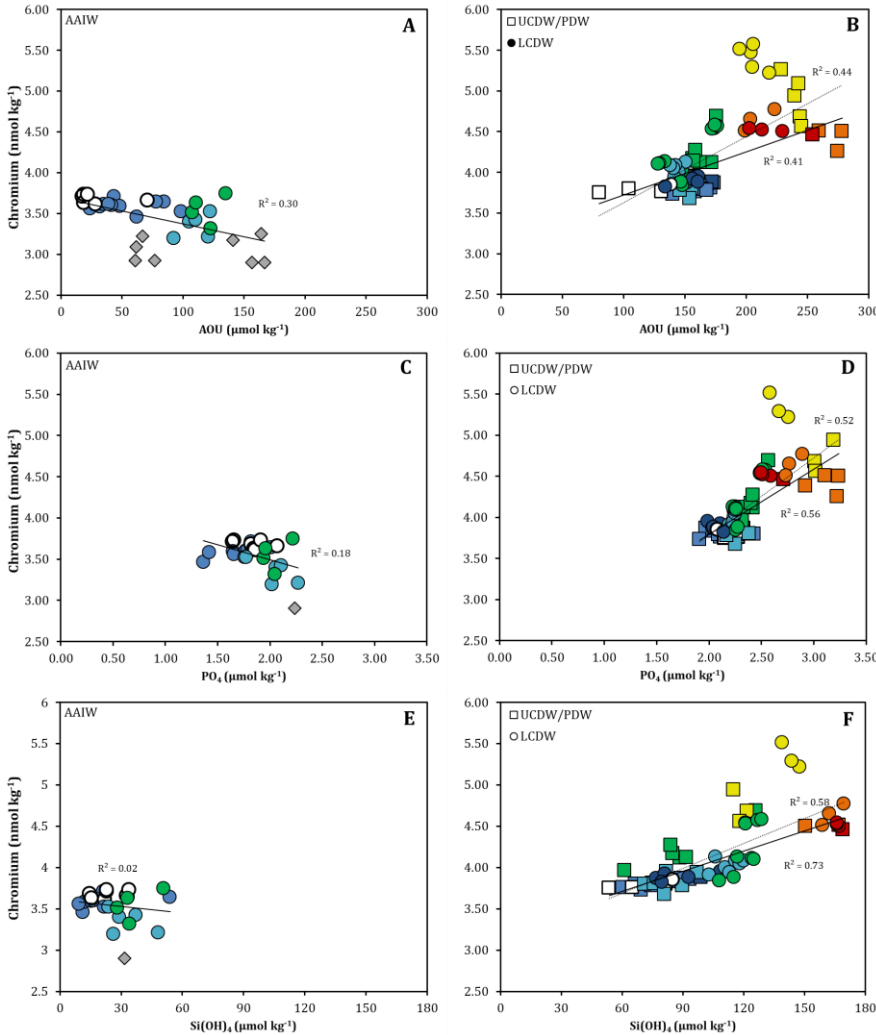 AAIW
A
6.00
5.50
5.00
4.50
4.00
3.50
3.00
2.50
Chromium (nmol kg⁻¹)
R² = 0.30
0
50
100
150
200
250
300
AOU (µmol kg⁻¹)
B
UCDW/PDW
LCDW
6.00
5.50
5.00
4.50
4.00
3.50
3.00
2.50
R² = 0.44
R² = 0.41
0
50
100
150
200
250
300
AOU (µmol kg⁻¹)
AAIW
C
6.00
5.50
5.00
4.50
4.00
3.50
3.00
2.50
Chromium (nmol kg⁻¹)
R² = 0.18
0.00
0.50
1.00
1.50
2.00
2.50
3.00
3.50
PO₄ (µmol kg⁻¹)
D
UCDW/PDW
LCDW
6.00
5.50
5.00
4.50
4.00
3.50
3.00
2.50
R² = 0.52
R² = 0.56
0.00
0.50
1.00
1.50
2.00
2.50
3.00
3.50
PO₄ (µmol kg⁻¹)
AAIW
E
6
5.5
5
4.5
4
3.5
3
2.5
Chromium (nmol kg⁻¹)
R² = 0.02
0
30
60
90
120
150
180
Si(OH)₄ (µmol kg⁻¹)
F
UCDW/PDW
LCDW
6.00
5.50
5.00
4.50
4.00
3.50
3.00
2.50
R² = 0.58
R² = 0.73
0
30
60
90
120
150
180
Si(OH)₄ (µmol kg⁻¹)